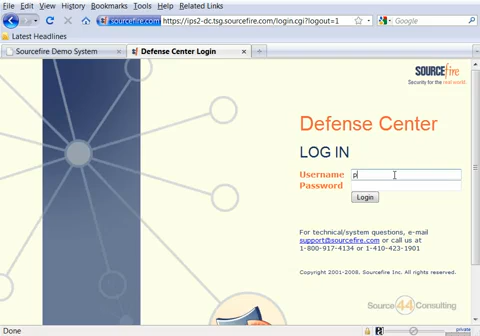 File Edit View History Bookmarks Tools Help
sourcefire.com https://ips2-dc.tsg.sourcefire.com/login.cgi?logout=1 Google
Latest Headlines
Sourcefire Demo System Defense Center Login
SOURCEfire
Security for the real world.
Defense Center
LOG IN
Username p
Password
Login
For technical/system questions, e-mail
support@sourcefire.com or call us at
1-800-917-4134 or 1-410-423-1901
Copyright 2001-2008, Sourcefire Inc. All rights reserved.
Source 44 Consulting
Done private